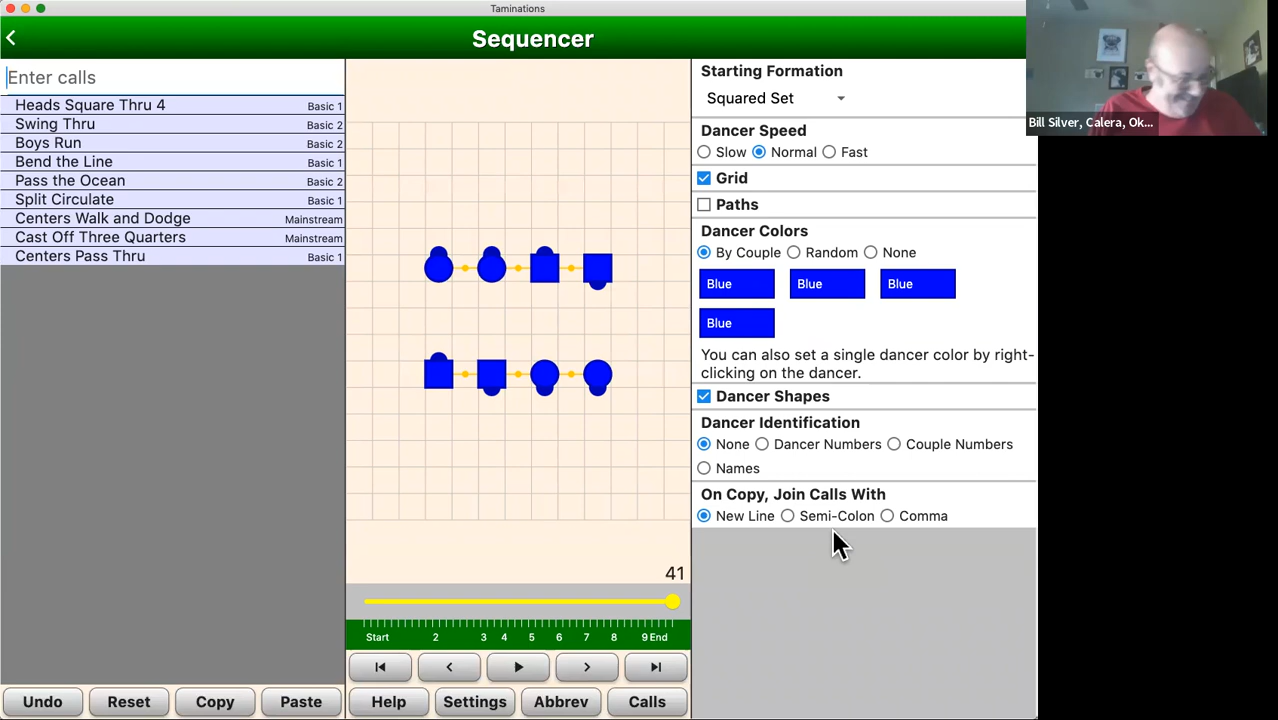 Taminations
Sequencer
Enter calls
Heads Square Thru 4 Basic 1
Swing Thru Basic 2
Boys Run Basic 2
Bend the Line Basic 1
Pass the Ocean Basic 2
Split Circulate Basic 1
Centers Walk and Dodge Mainstream
Cast Off Three Quarters Mainstream
Centers Pass Thru Basic 1
Undo Reset Copy Paste
41
Start 2 3 4 5 6 7 8 9 End
Help Settings Abbrev Calls
Starting Formation
Squared Set
Dancer Speed
Slow Normal Fast
Grid
Paths
Dancer Colors
By Couple Random None
Blue Blue Blue
Blue
You can also set a single dancer color by right-
clicking on the dancer.
Dancer Shapes
Dancer Identification
None Dancer Numbers Couple Numbers
Names
On Copy, Join Calls With
New Line Semi-Colon Comma
Bill Silver, Calera, Ok...